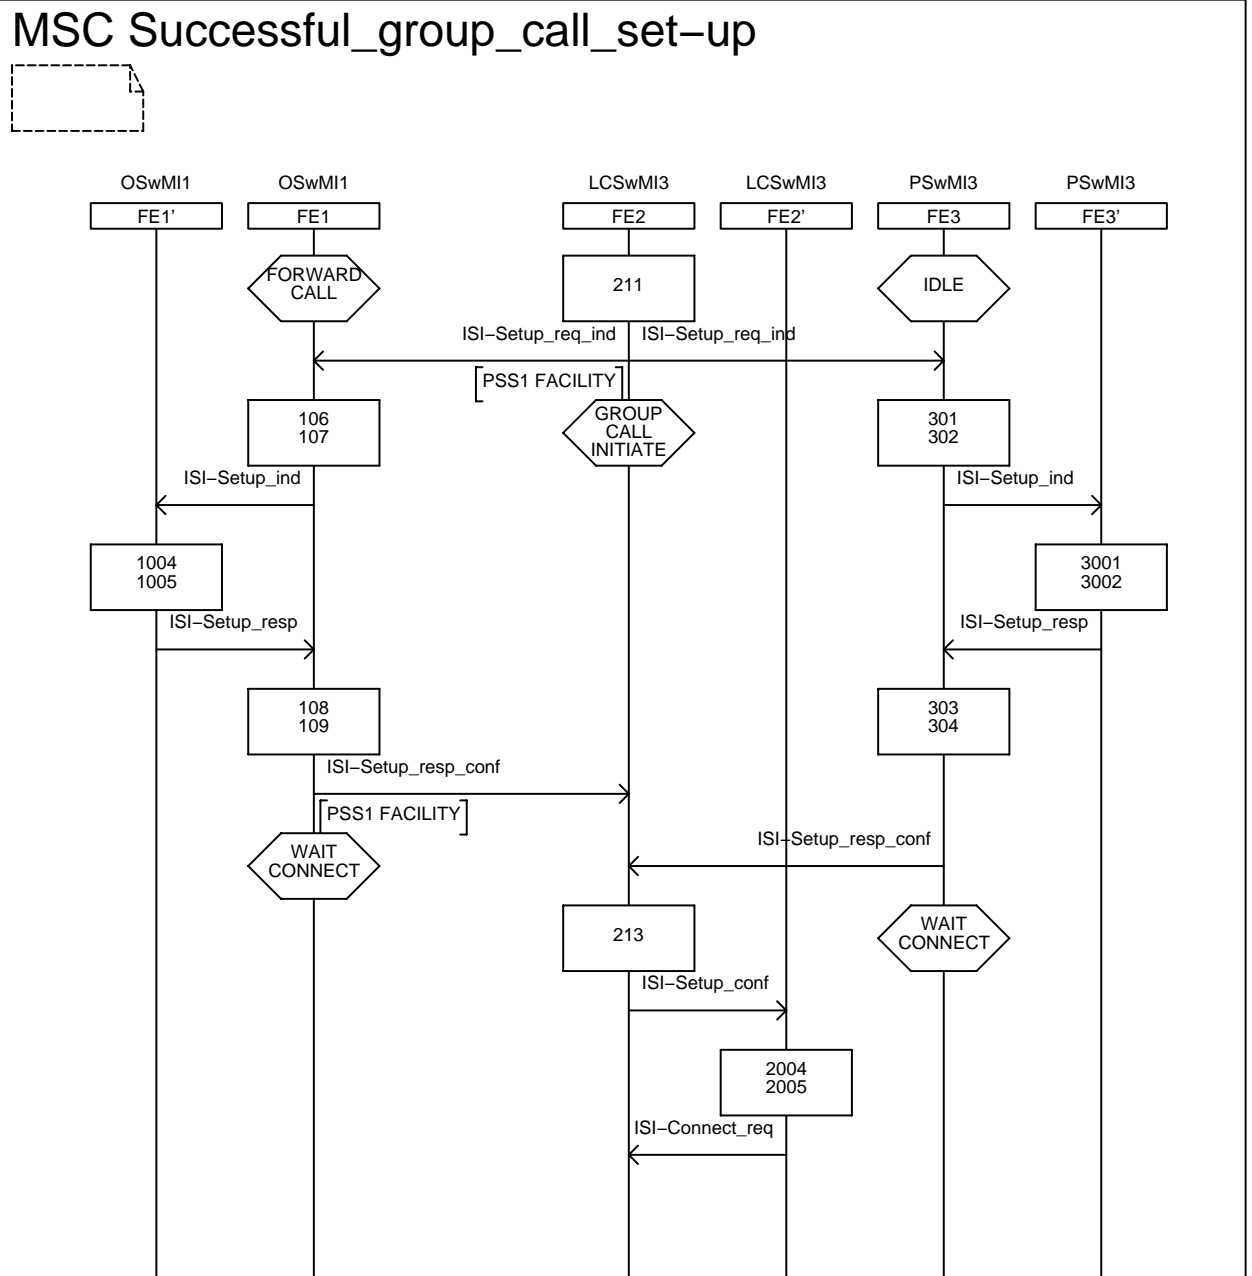 MSC Successful_group_call_set−up
OSwMI1 OSwMI1 LCSwMI3 LCSwMI3 PSwMI3 PSwMI3
FE1’ FE1 FE2 FE2’ FE3 FE3’
FORWARD
CALL
211
IDLE
ISI−Setup_req_ind ISI−Setup_req_ind
PSS1 FACILITY
106
107
GROUP
CALL
INITIATE
301
302
ISI−Setup_ind ISI−Setup_ind
1004
1005
3001
3002
ISI−Setup_resp ISI−Setup_resp
108
109
303
304
ISI−Setup_resp_conf
PSS1 FACILITY
ISI−Setup_resp_conf
WAIT
CONNECT
213
WAIT
CONNECT
ISI−Setup_conf
2004
2005
ISI−Connect_req